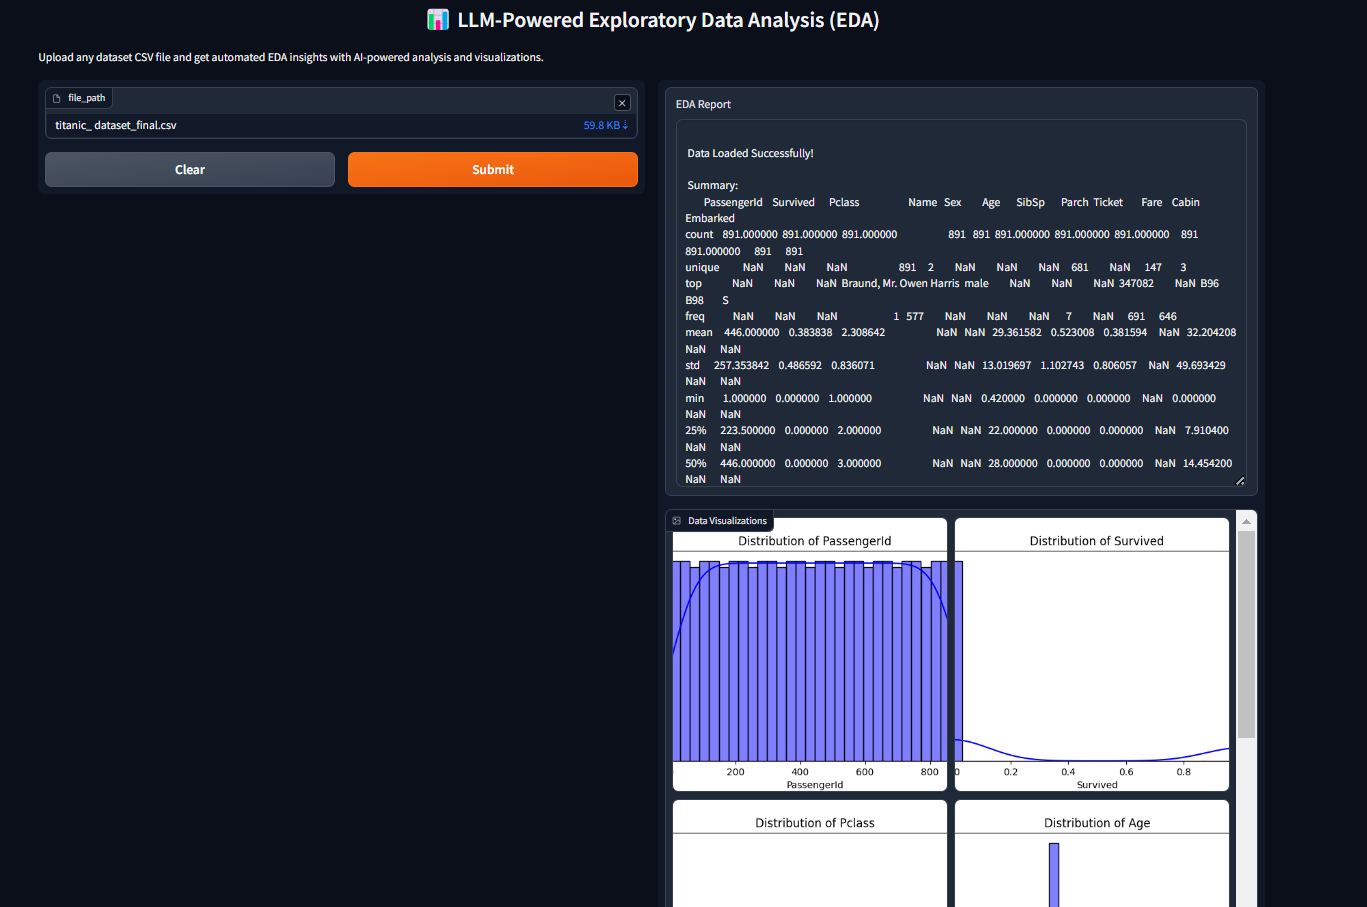 LLM-Powered Exploratory Data Analysis (EDA)
Upload any dataset CSV file and get automated EDA insights with AI-powered analysis and visualizations.
file_path
titanic_ dataset_final.csv 59.8 KB ↓
Clear Submit
EDA Report
Data Loaded Successfully!
Summary:
PassengerId Survived Pclass Name Sex Age SibSp Parch Ticket Fare Cabin
Embarked
count 891.000000 891.000000 891.000000 891 891 891.000000 891.000000 891.000000 891
891.000000 891 891
unique NaN NaN NaN 891 2 NaN NaN NaN 681 NaN 147 3
top NaN NaN NaN Braund, Mr. Owen Harris male NaN NaN NaN 347082 NaN B96
B98 S
freq NaN NaN NaN 1 577 NaN NaN NaN 7 NaN 691 646
mean 446.000000 0.383838 2.308642 NaN NaN 29.361582 0.523008 0.381594 NaN 32.204208
NaN NaN
std 257.353842 0.486592 0.836071 NaN NaN 13.019697 1.102743 0.806057 NaN 49.693429
NaN NaN
min 1.000000 0.000000 1.000000 NaN NaN 0.420000 0.000000 0.000000 NaN 0.000000
NaN NaN
25% 223.500000 0.000000 2.000000 NaN NaN 22.000000 0.000000 0.000000 NaN 7.910400
NaN NaN
50% 446.000000 0.000000 3.000000 NaN NaN 28.000000 0.000000 0.000000 NaN 14.454200
NaN NaN
Data Visualizations
Distribution of PassengerId
200 400 600 800
PassengerId
Distribution of Survived
0 0.2 0.4 0.6 0.8
Survived
Distribution of Pclass
Distribution of Age